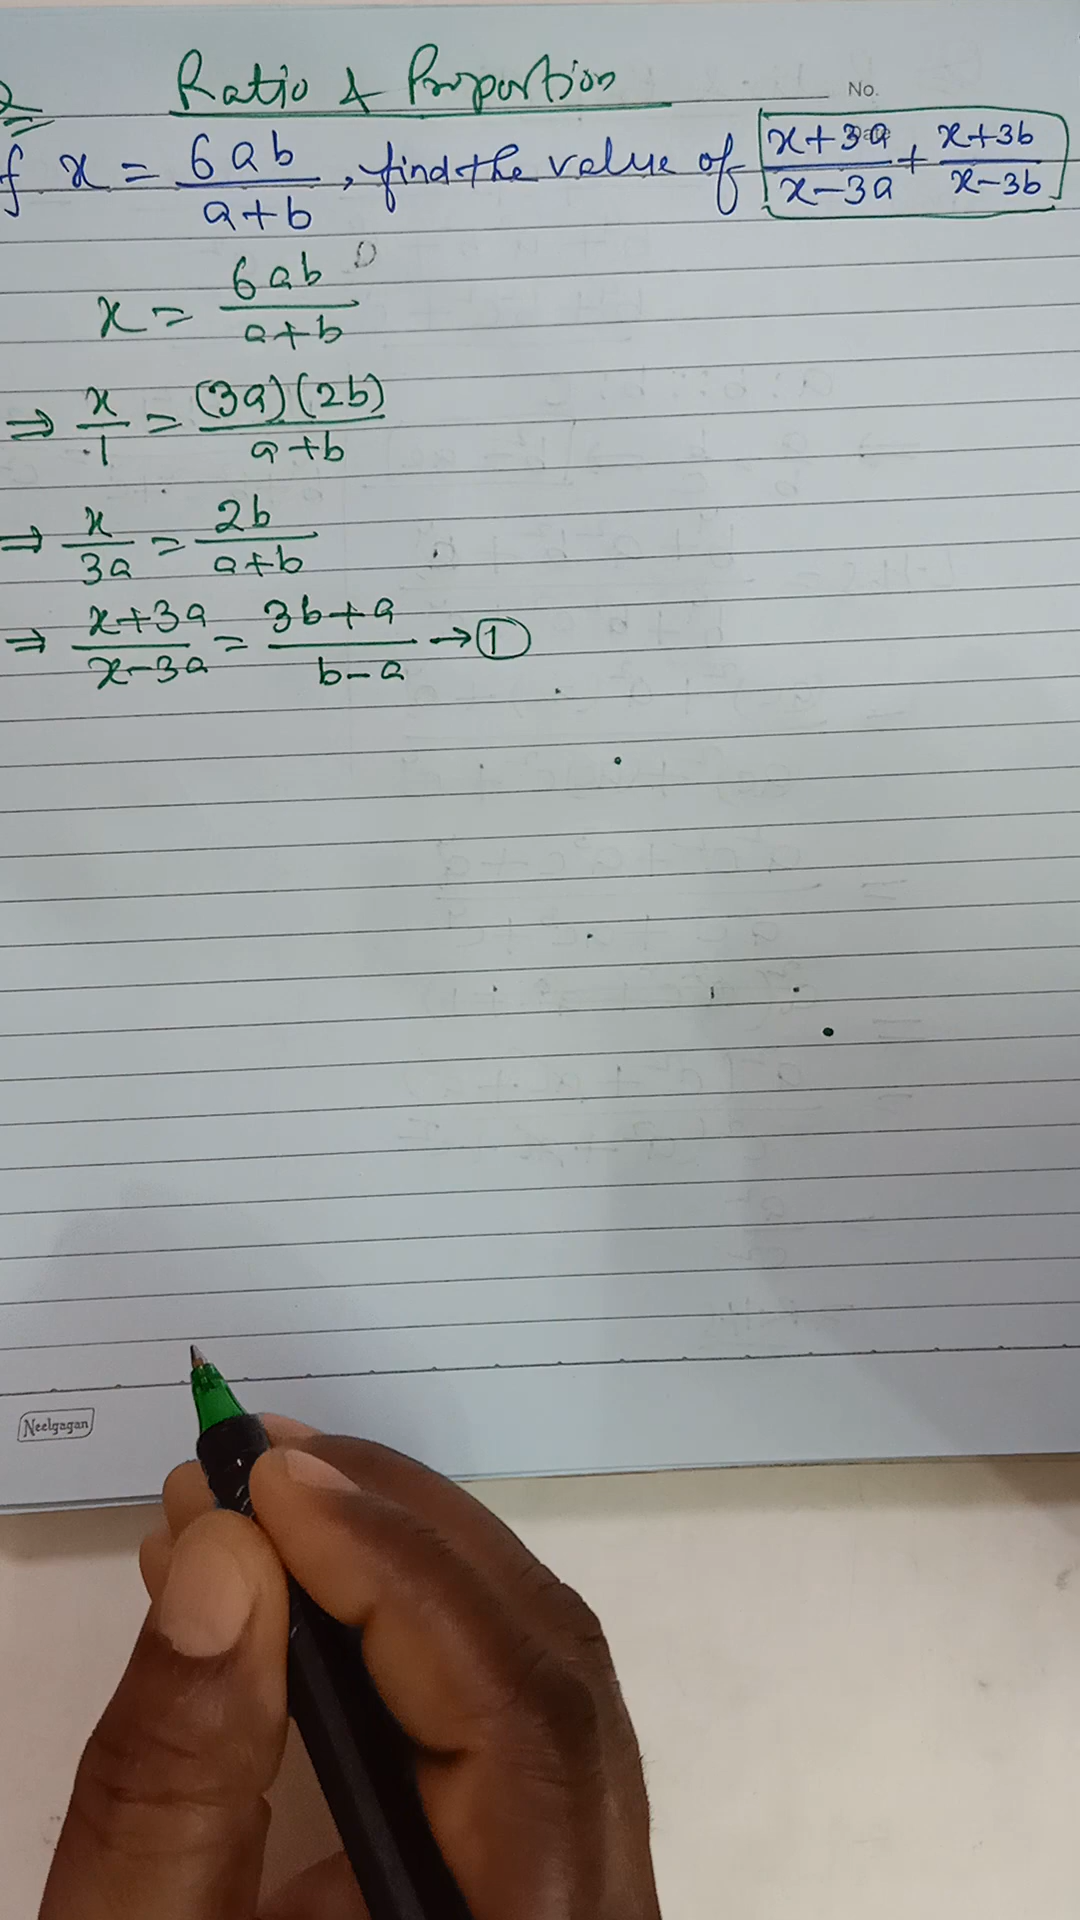 2 Ratio & Proportion
No.
f x = 6ab/a+b, find the value of x+3a/x-3a + x+3b/x-3b
x = 6ab/a+b
⇒ x/1 = (3a)(2b)/a+b
⇒ x/3a = 2b/a+b
⇒ x+3a/x-3a = 3b+a/b-a → ①
Neelgagan